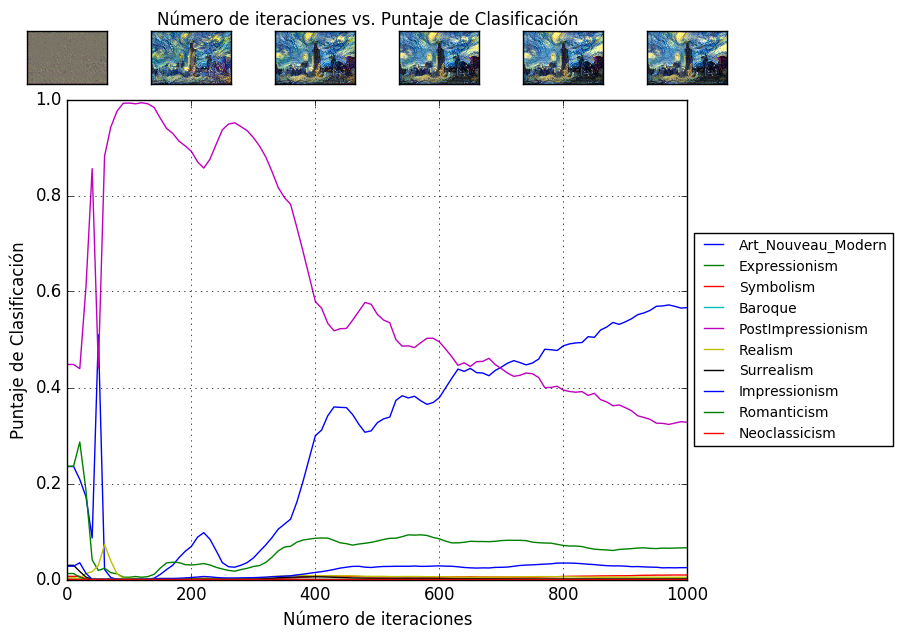 Número de iteraciones vs. Puntaje de Clasificación
1.0
0.8
0.6
0.4
0.2
0.0
Puntaje de Clasificación
0 200 400 600 800 1000
Número de iteraciones
Art_Nouveau_Modern
Expressionism
Symbolism
Baroque
PostImpressionism
Realism
Surrealism
Impressionism
Romanticism
Neoclassicism